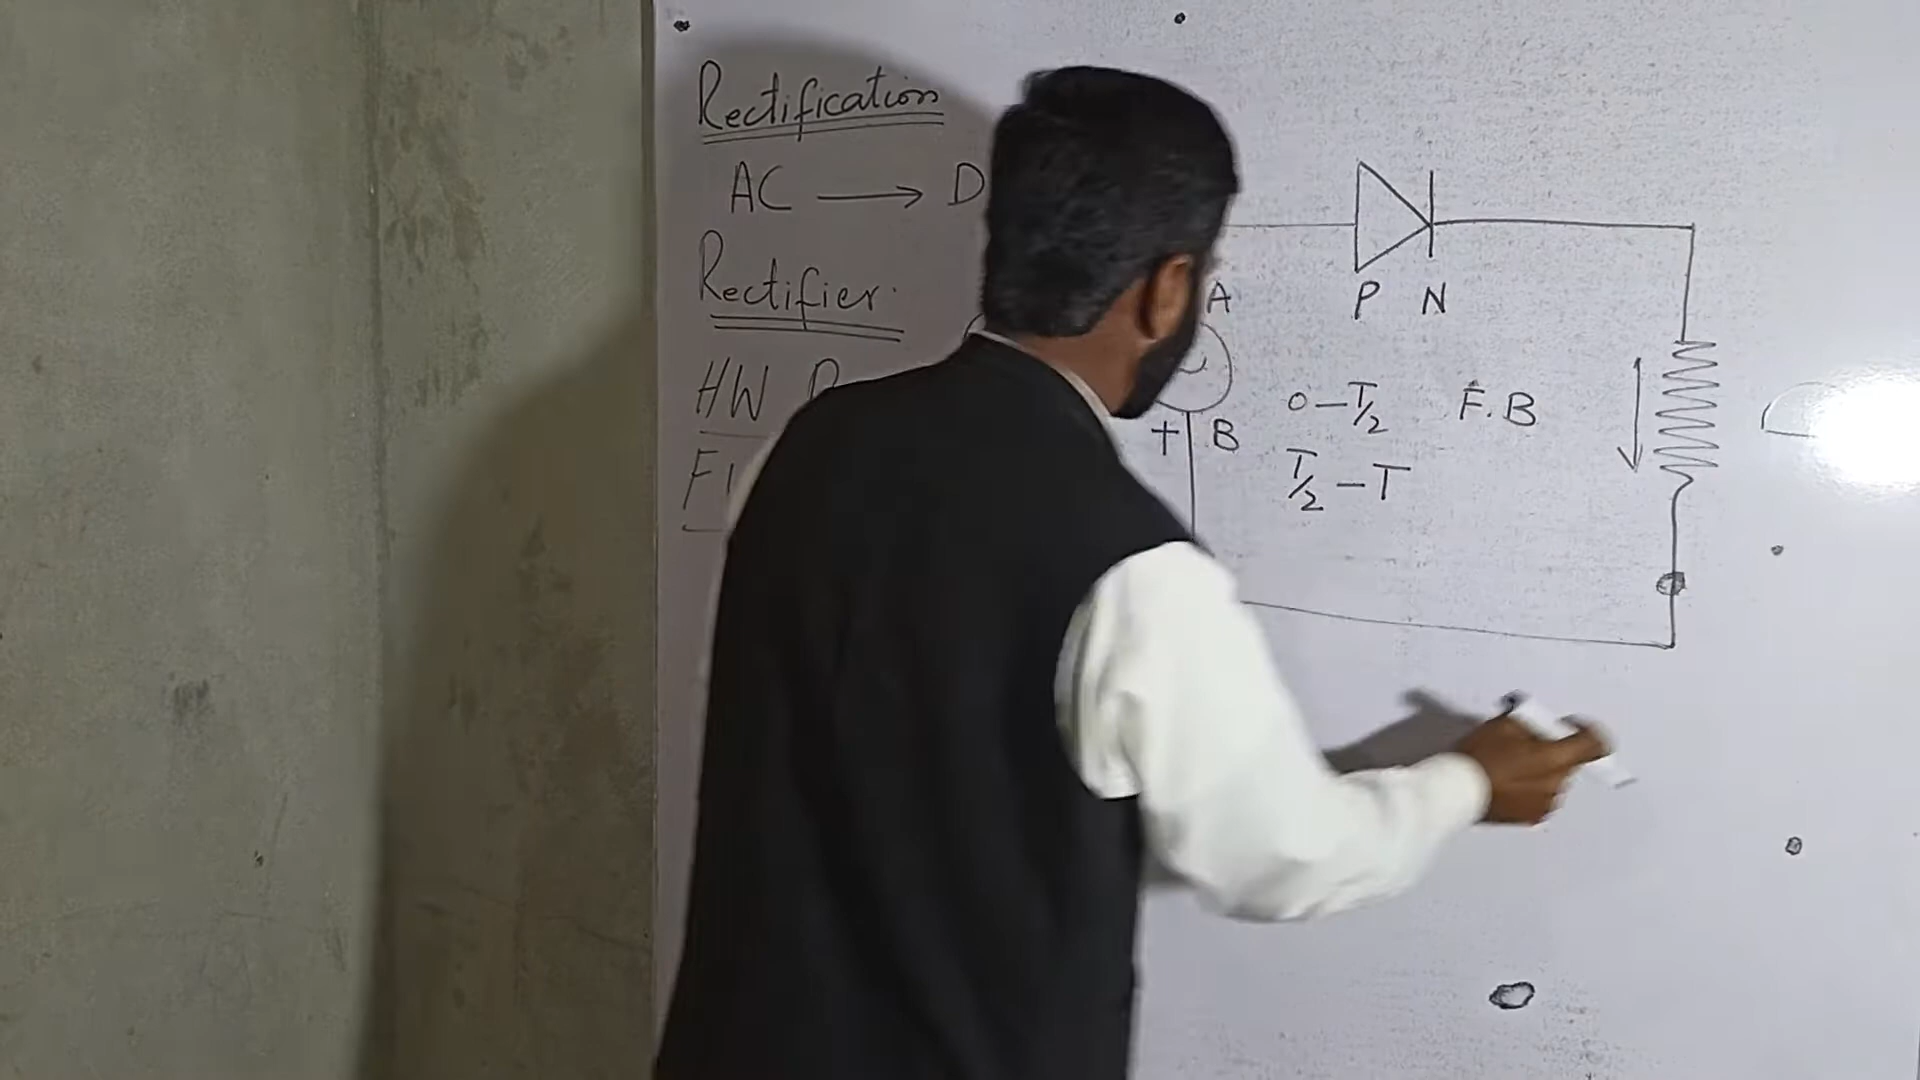 Rectification
AC → D
Rectifier.
HW
A
P N
+ B
0 – T/2 F.B
T/2 – T